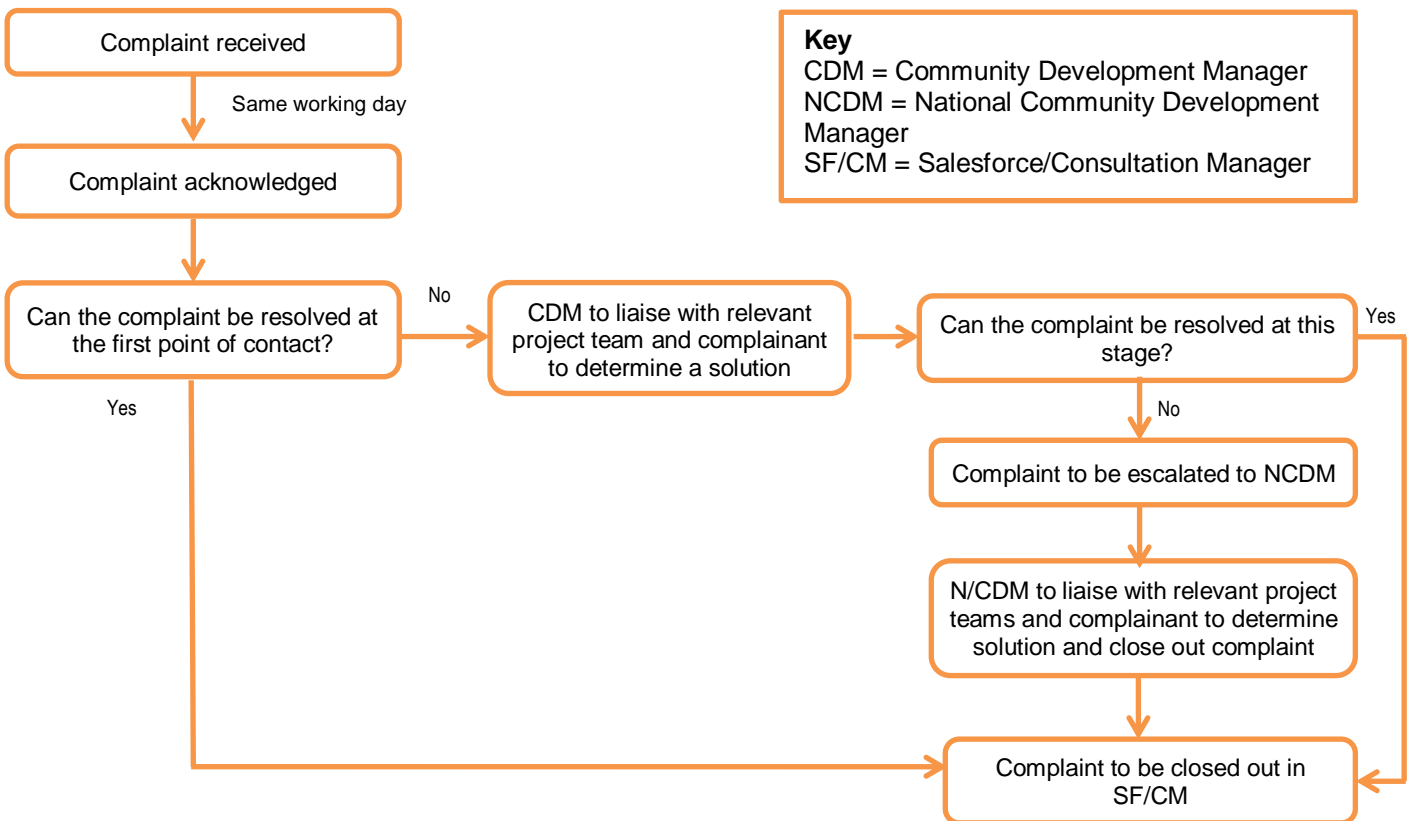 Complaint received
Same working day
Complaint acknowledged
Key
CDM = Community Development Manager
NCDM = National Community Development
Manager
SF/CM = Salesforce/Consultation Manager
Can the complaint be resolved at
the first point of contact?
No
Yes
CDM to liaise with relevant
project team and complainant
to determine a solution
Can the complaint be resolved at this
stage?
Yes
No
Complaint to be escalated to NCDM
N/CDM to liaise with relevant project
teams and complainant to determine
solution and close out complaint
Complaint to be closed out in
SF/CM